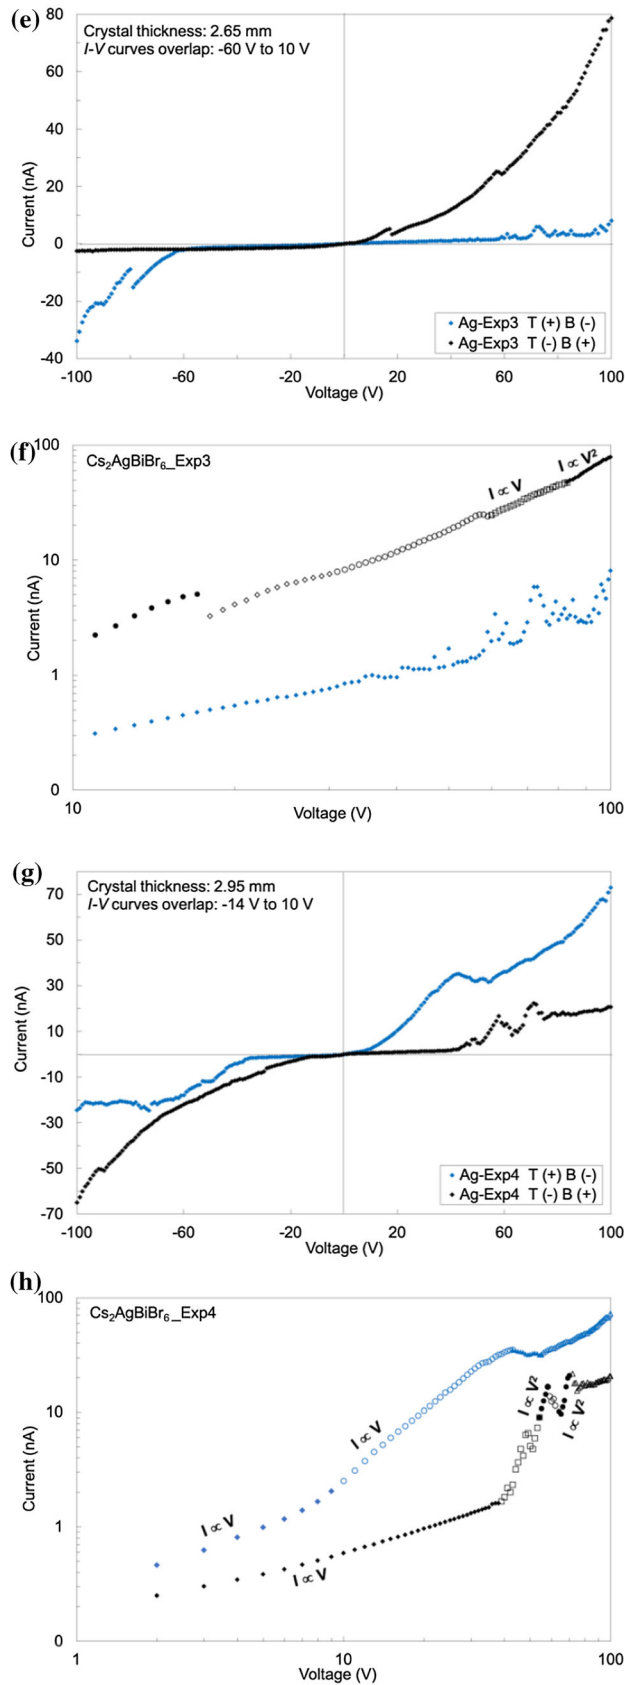 (e)
80
Crystal thickness: 2.65 mm
I-V curves overlap: -60 V to 10 V
60
40
20
0
-20
-40
Current (nA)
Ag-Exp3 T (+) B (-)
Ag-Exp3 T (-) B (+)
-100 -60 -20 20 60 100
Voltage (V)
(f)
100
Cs₂AgBiBr₆_Exp3
I ∝ V
I ∝ V²
10
1
0
Current (nA)
10 100
Voltage (V)
(g)
Crystal thickness: 2.95 mm
I-V curves overlap: -14 V to 10 V
70
50
30
10
-10
-30
-50
-70
Current (nA)
Ag-Exp4 T (+) B (-)
Ag-Exp4 T (-) B (+)
-100 -60 -20 20 60 100
Voltage (V)
(h)
100
Cs₂AgBiBr₆_Exp4
I ∝ V²
I ∝ V²
I ∝ V
I ∝ V
I ∝ V
10
1
0
Current (nA)
1 10 100
Voltage (V)